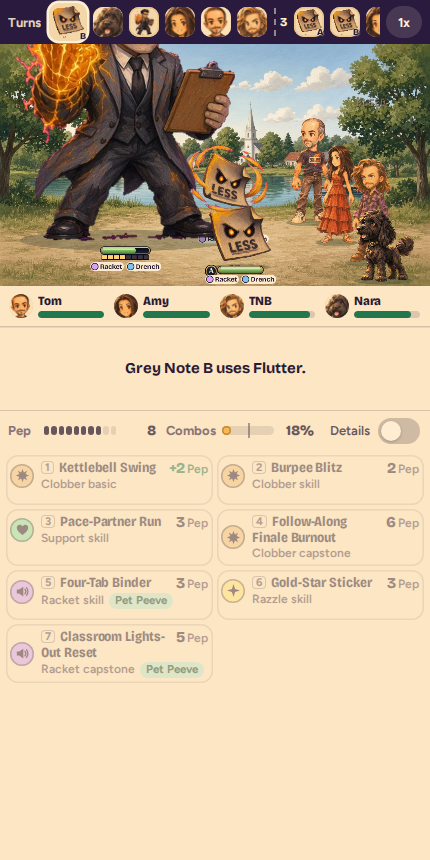 Turns
B
3
A
B
1x
LESS
LESS
Racket
Drench
A
Racket
Drench
Tom
Amy
TNB
Nara
Grey Note B uses Flutter.
Pep
8
Combos
18%
Details
1 Kettlebell Swing +2 Pep
Clobber basic
2 Burpee Blitz 2 Pep
Clobber skill
3 Pace-Partner Run 3 Pep
Support skill
4 Follow-Along Finale Burnout 6 Pep
Clobber capstone
5 Four-Tab Binder 3 Pep
Racket skill Pet Peeve
6 Gold-Star Sticker 3 Pep
Razzle skill
7 Classroom Lights-Out Reset 5 Pep
Racket capstone Pet Peeve